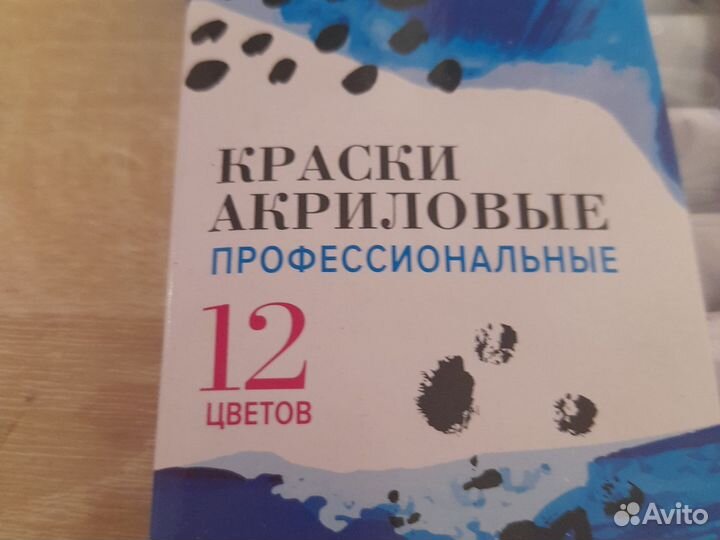 КРАСКИ
АКРИЛОВЫЕ
ПРОФЕССИОНАЛЬНЫЕ
12
ЦВЕТОВ
Avito